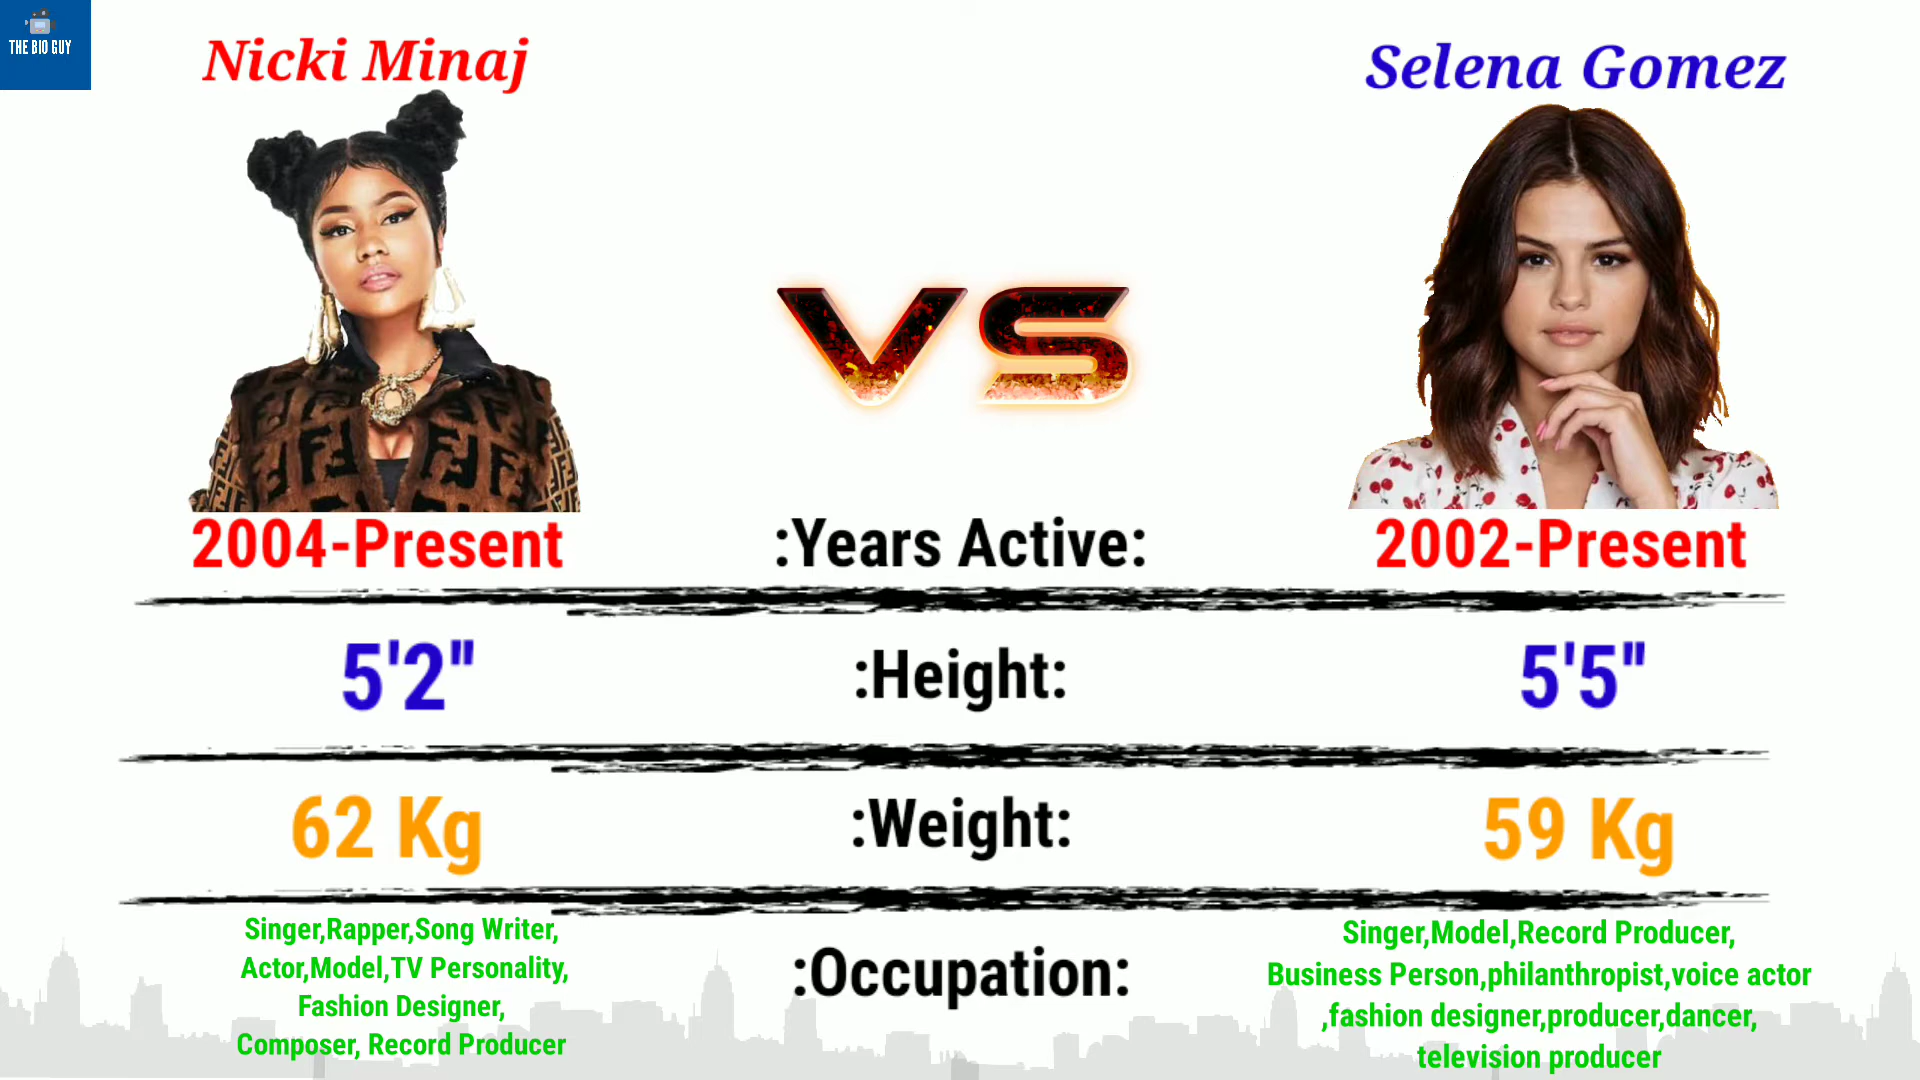 THE BIO GUY
Nicki Minaj
Selena Gomez
VS
2004-Present
:Years Active:
2002-Present
5'2"
:Height:
5'5"
62 Kg
:Weight:
59 Kg
Singer,Rapper,Song Writer,
Actor,Model,TV Personality,
Fashion Designer,
Composer, Record Producer
:Occupation:
Singer,Model,Record Producer,
Business Person,philanthropist,voice actor
,fashion designer,producer,dancer,
television producer